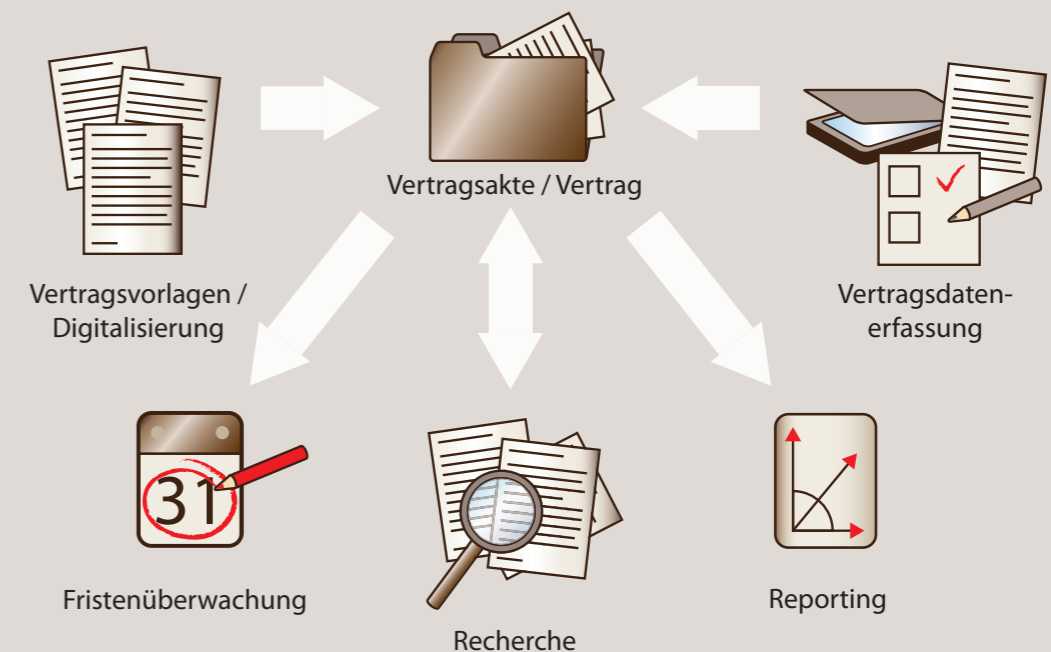 Vertragsakte / Vertrag
Vertragsvorlagen /
Digitalisierung
Vertragsdaten-
erfassung
31
Fristenüberwachung
Recherche
Reporting